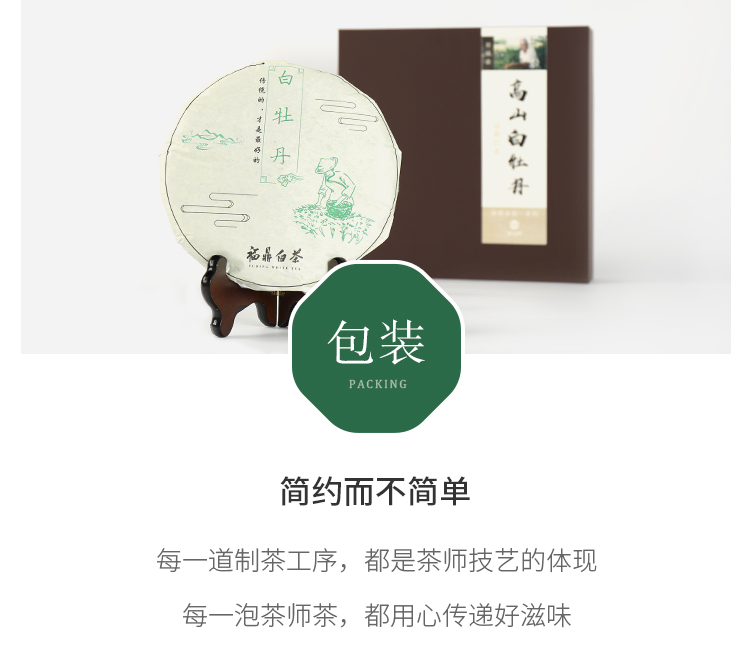 白牡丹
传统的，才是最好的
福鼎白茶
FUDING WHITE TEA
高山白牡丹
包装
PACKING
简约而不简单
每一道制茶工序，都是茶师技艺的体现
每一泡茶师茶，都用心传递好滋味